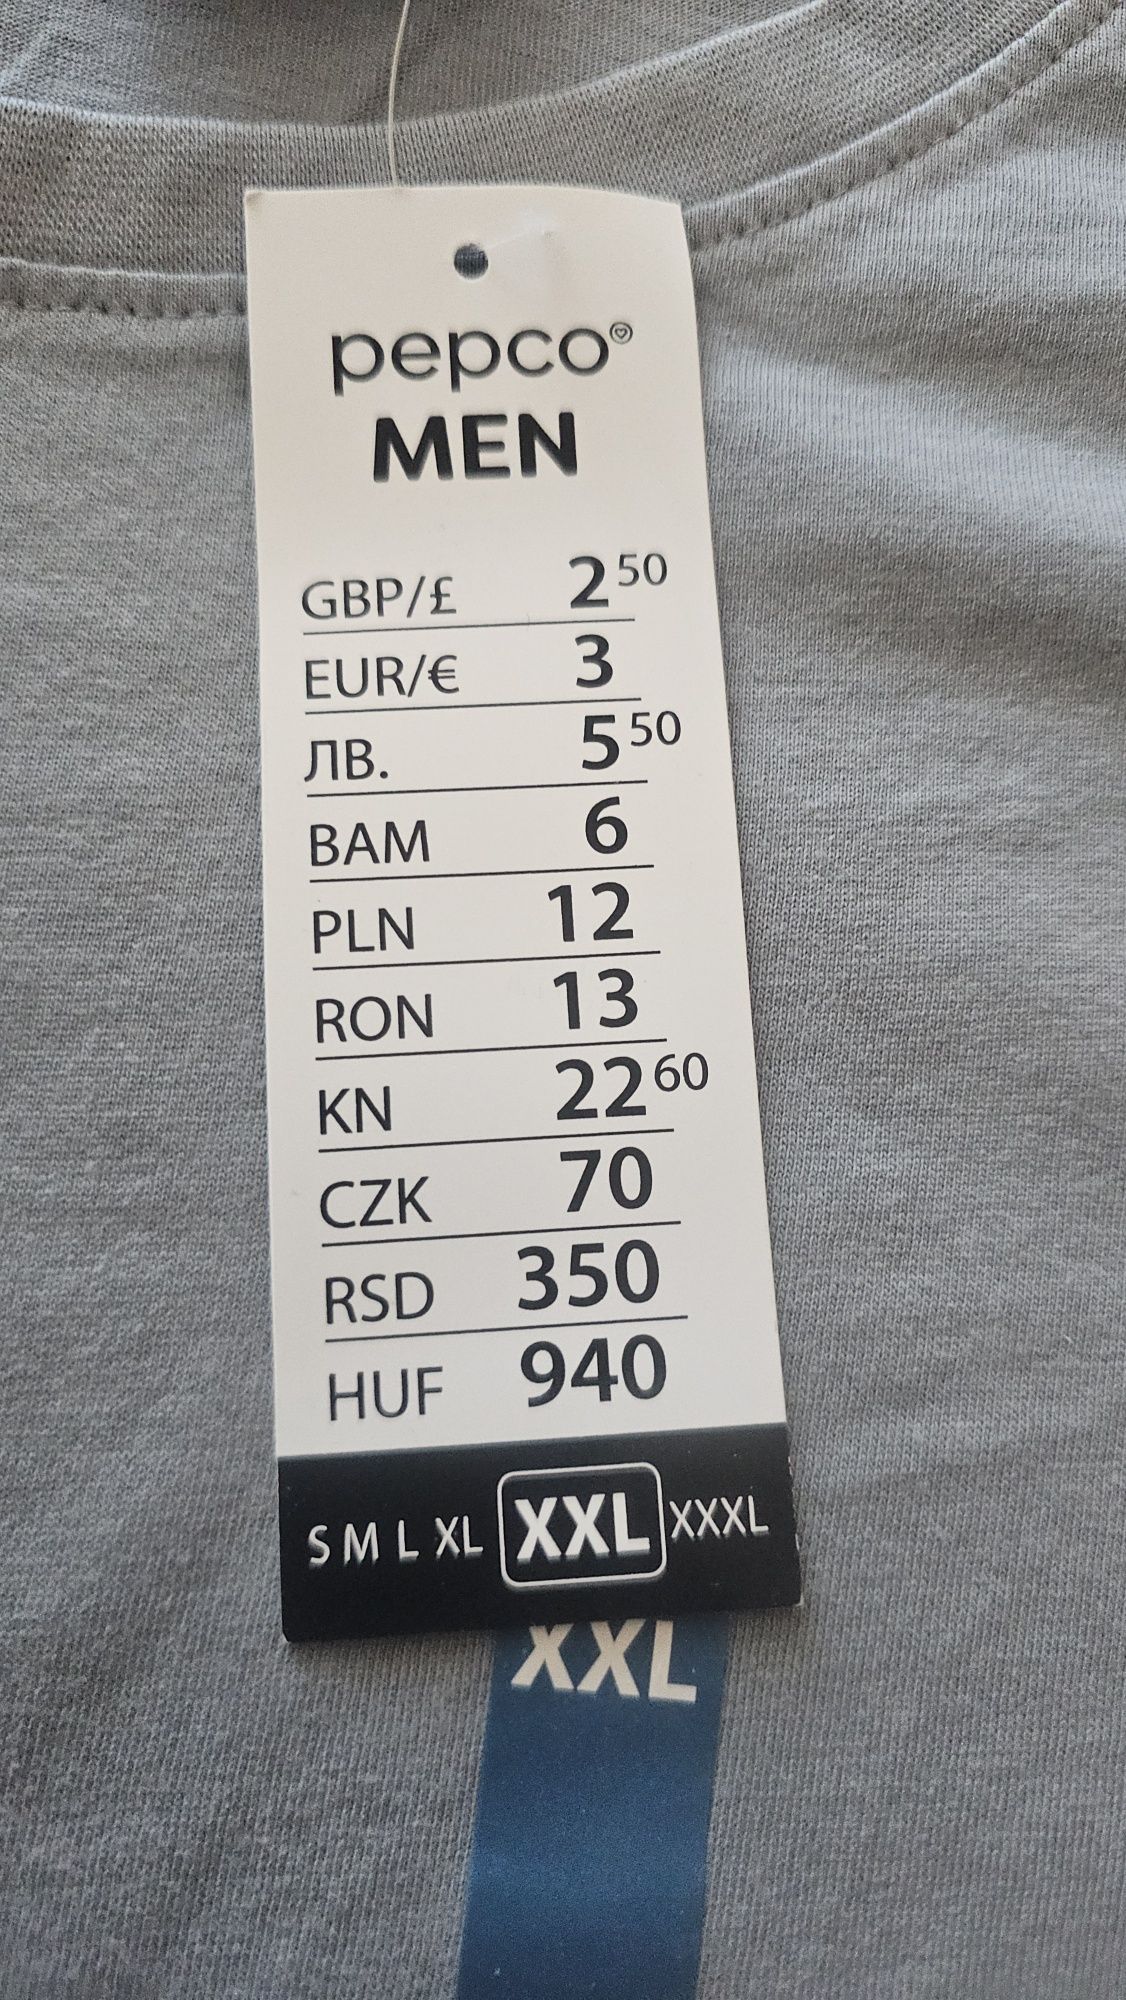 pepco®
MEN
GBP/£ 2 50
EUR/€ 3
ЛВ. 5 50
BAM 6
PLN 12
RON 13
KN 22 60
CZK 70
RSD 350
HUF 940
S M L XL XXL XXXL
XXL